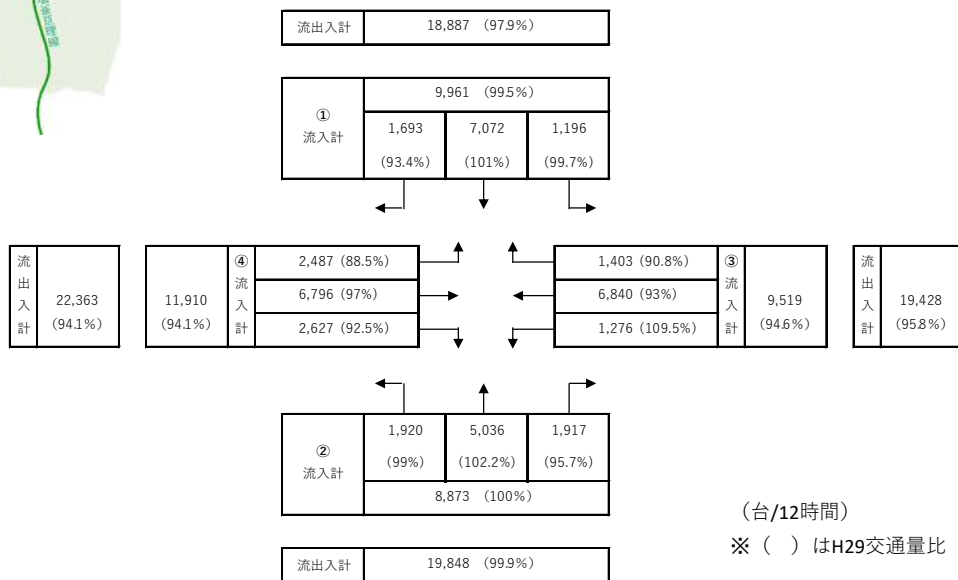 流出入計 18,887 (97.9%)
① 流入計
9,961 (99.5%)
1,693 7,072 1,196
(93.4%) (101%) (99.7%)
流出入計 22,363 (94.1%)
11,910 (94.1%)
④ 流入計
2,487 (88.5%)
6,796 (97%)
2,627 (92.5%)
1,403 (90.8%)
6,840 (93%)
1,276 (109.5%)
③ 流入計
9,519 (94.6%)
流出入計 19,428 (95.8%)
② 流入計
1,920 5,036 1,917
(99%) (102.2%) (95.7%)
8,873 (100%)
流出入計 19,848 (99.9%)
(台/12時間)
※( )はH29交通量比